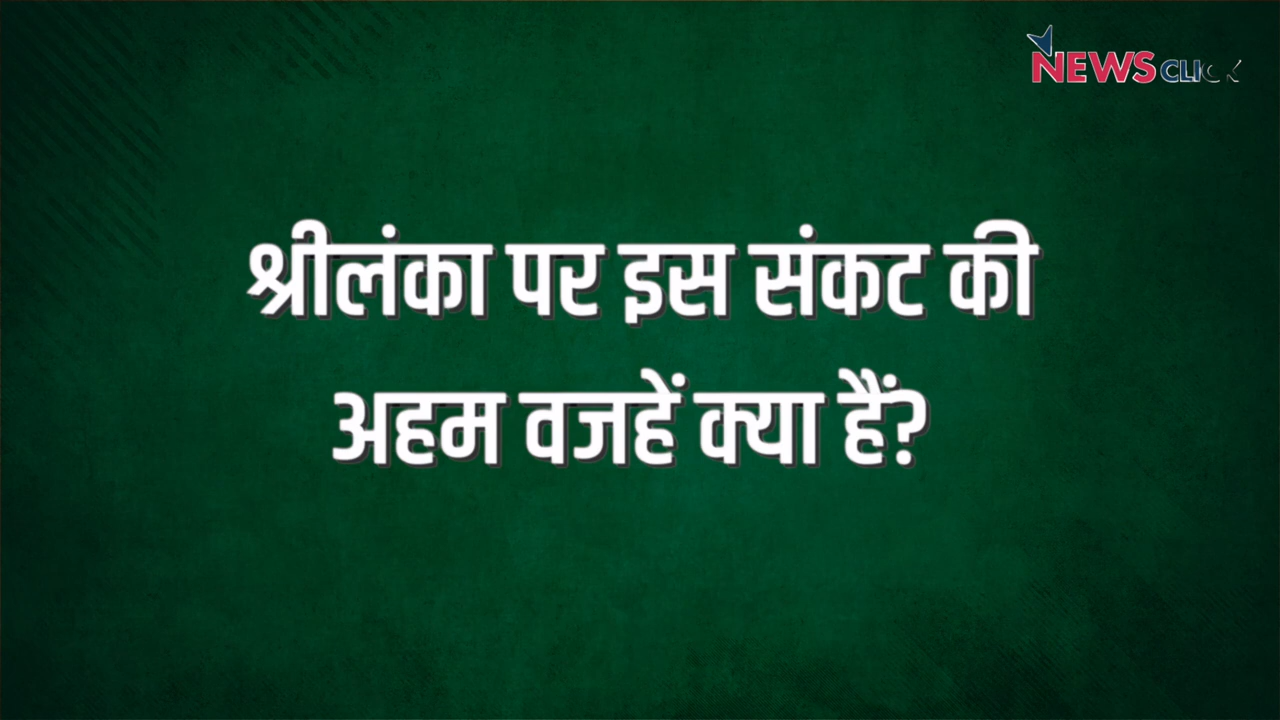 NEWSCLICK
श्रीलंका पर इस संकट की
अहम वजहें क्या हैं?